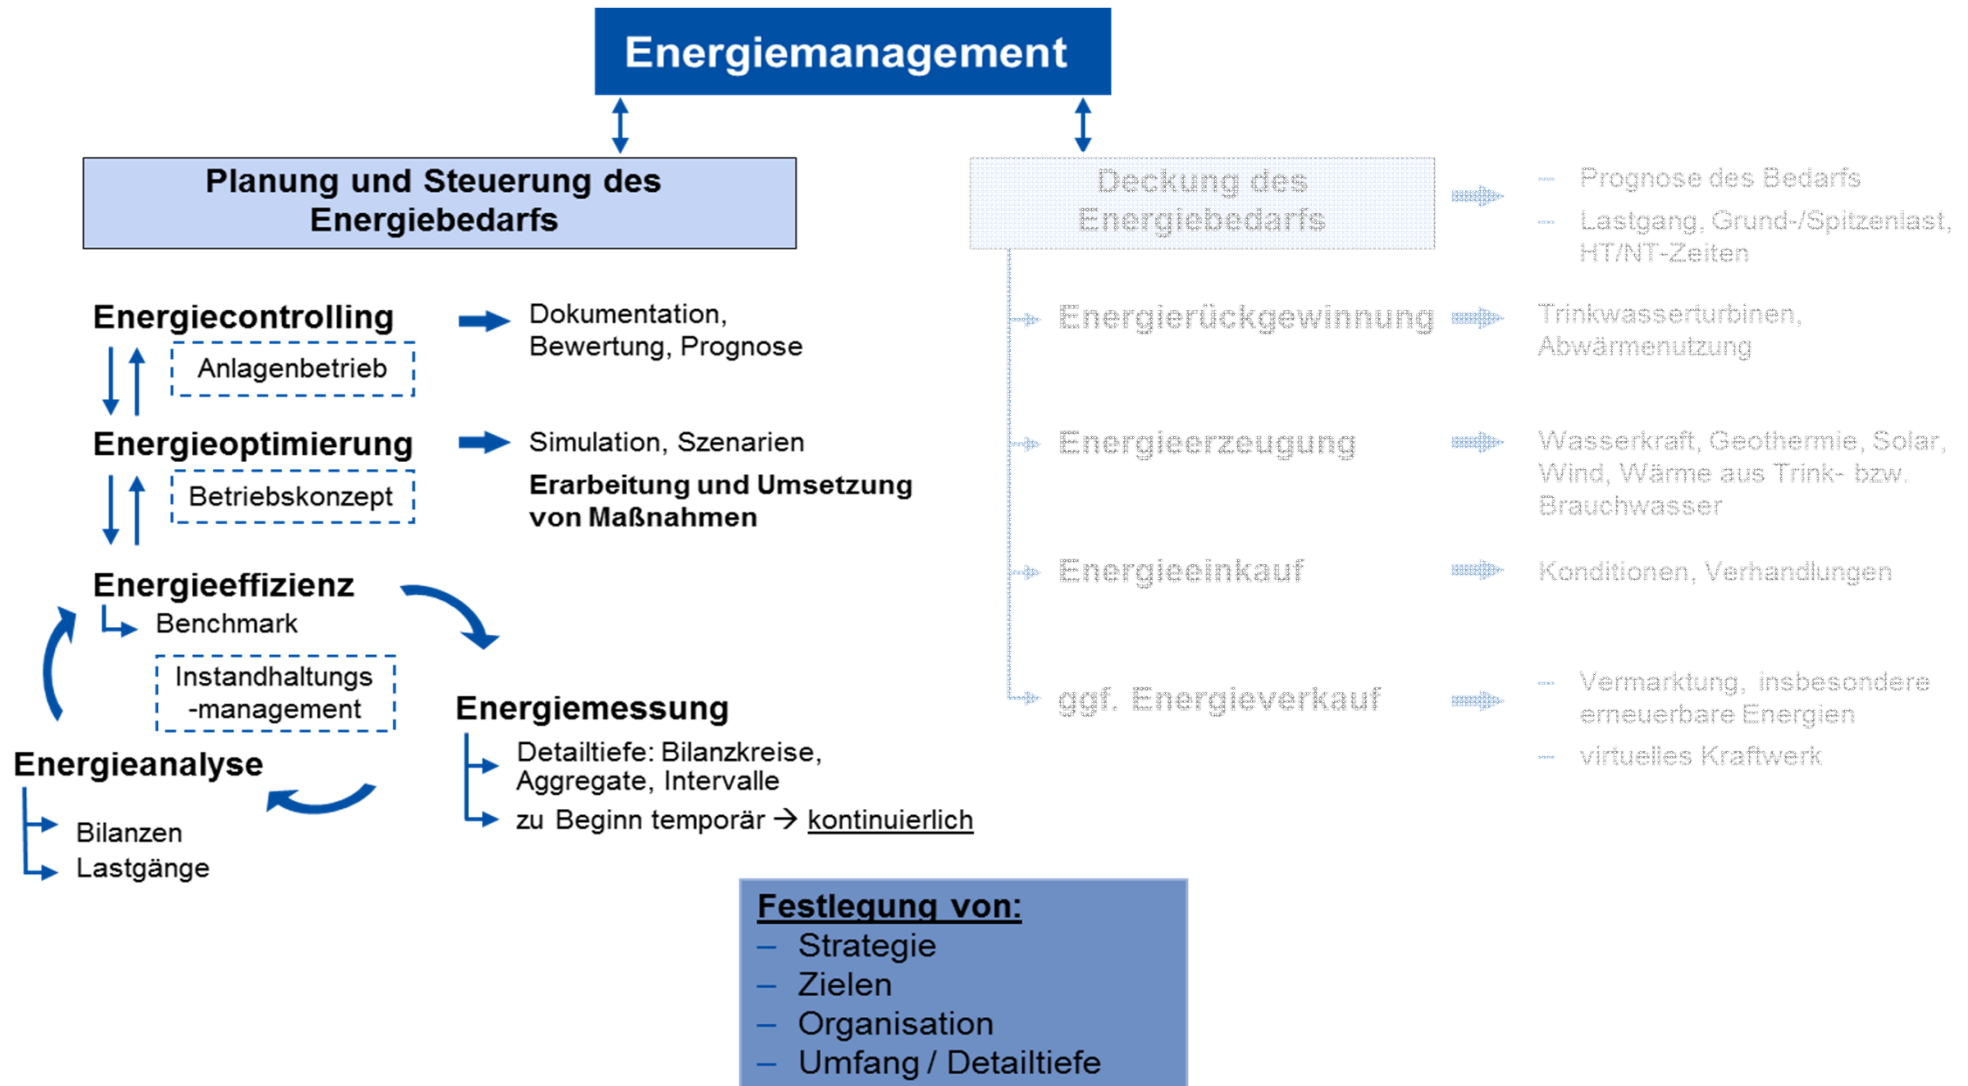 Energiemanagement
Planung und Steuerung des
Energiebedarfs
Energiecontrolling
Dokumentation,
Bewertung, Prognose
Anlagenbetrieb
Energieoptimierung
Simulation, Szenarien
Betriebskonzept
Erarbeitung und Umsetzung
von Maßnahmen
Energieeffizienz
Benchmark
Instandhaltungs
-management
Energiemessung
Detailtiefe: Bilanzkreise,
Aggregate, Intervalle
zu Beginn temporär → kontinuierlich
Energieanalyse
Bilanzen
Lastgänge
Deckung des
Energiebedarfs
– Prognose des Bedarfs
– Lastgang, Grund-/Spitzenlast,
HT/NT-Zeiten
Energierückgewinnung
Trinkwasserturbinen,
Abwärmenutzung
Energieerzeugung
Wasserkraft, Geothermie, Solar,
Wind, Wärme aus Trink- bzw.
Brauchwasser
Energieeinkauf
Konditionen, Verhandlungen
ggf. Energieverkauf
– Vermarktung, insbesondere
erneuerbare Energien
– virtuelles Kraftwerk
Festlegung von:
– Strategie
– Zielen
– Organisation
– Umfang / Detailtiefe